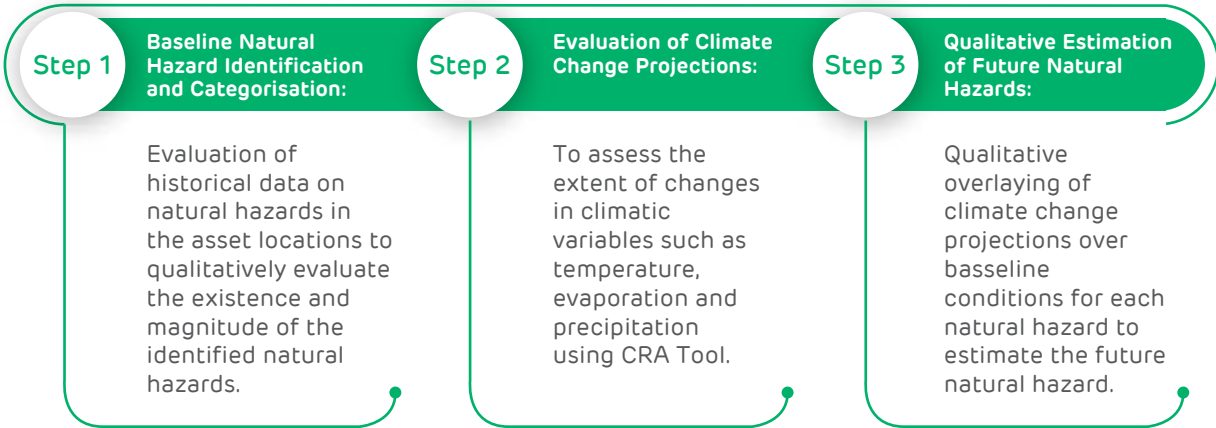 Step 1
Baseline Natural
Hazard Identification
and Categorisation:
Evaluation of
historical data on
natural hazards in
the asset locations to
qualitatively evaluate
the existence and
magnitude of the
identified natural
hazards.
Step 2
Evaluation of Climate
Change Projections:
To assess the
extent of changes
in climatic
variables such as
temperature,
evaporation and
precipitation
using CRA Tool.
Step 3
Qualitative Estimation
of Future Natural
Hazards:
Qualitative
overlaying of
climate change
projections over
basseline
conditions for each
natural hazard to
estimate the future
natural hazard.